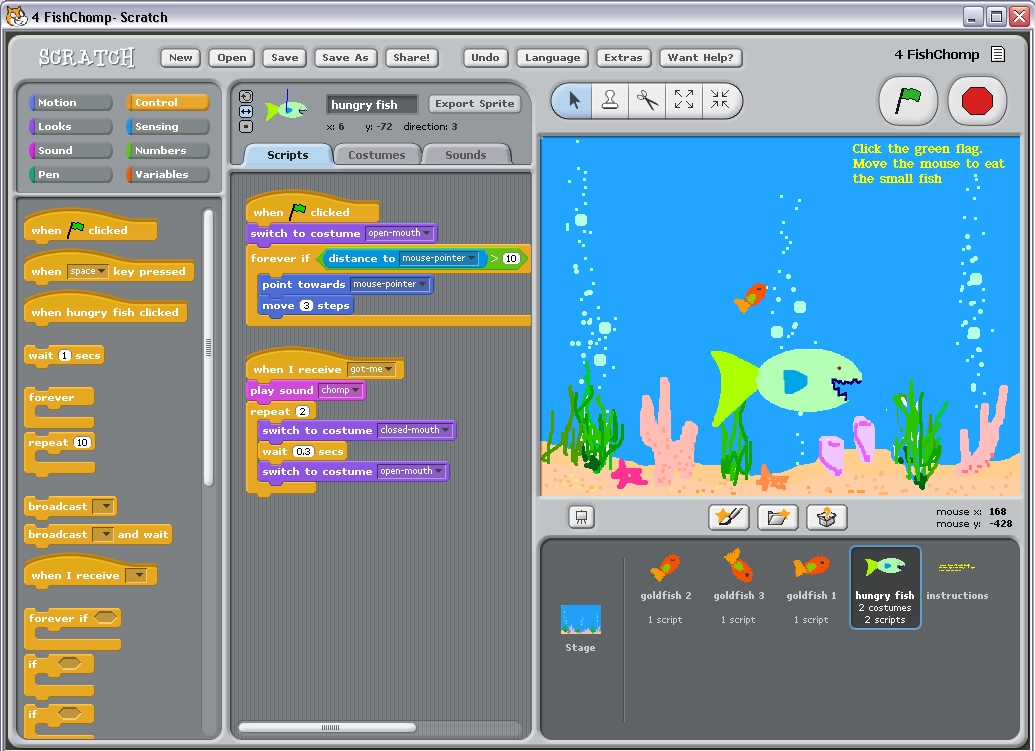 4 FishChomp- Scratch
SCRATCH
New Open Save Save As Share! Undo Language Extras Want Help?
4 FishChomp
Motion Control
Looks Sensing
Sound Numbers
Pen Variables
when clicked
when space key pressed
when hungry fish clicked
wait 1 secs
forever
repeat 10
broadcast
broadcast and wait
when I receive
forever if
if
if
hungry fish
Export Sprite
x: 6 y: -72 direction: 3
Scripts Costumes Sounds
when clicked
switch to costume open-mouth
forever if distance to mouse-pointer > 10
point towards mouse-pointer
move 3 steps
when I receive got-me
play sound chomp
repeat 2
switch to costume closed-mouth
wait 0.3 secs
switch to costume open-mouth
Click the green flag.
Move the mouse to eat
the small fish
mouse x: 168
mouse y: -428
Stage
goldfish 2
1 script
goldfish 3
1 script
goldfish 1
1 script
hungry fish
2 costumes
2 scripts
instructions